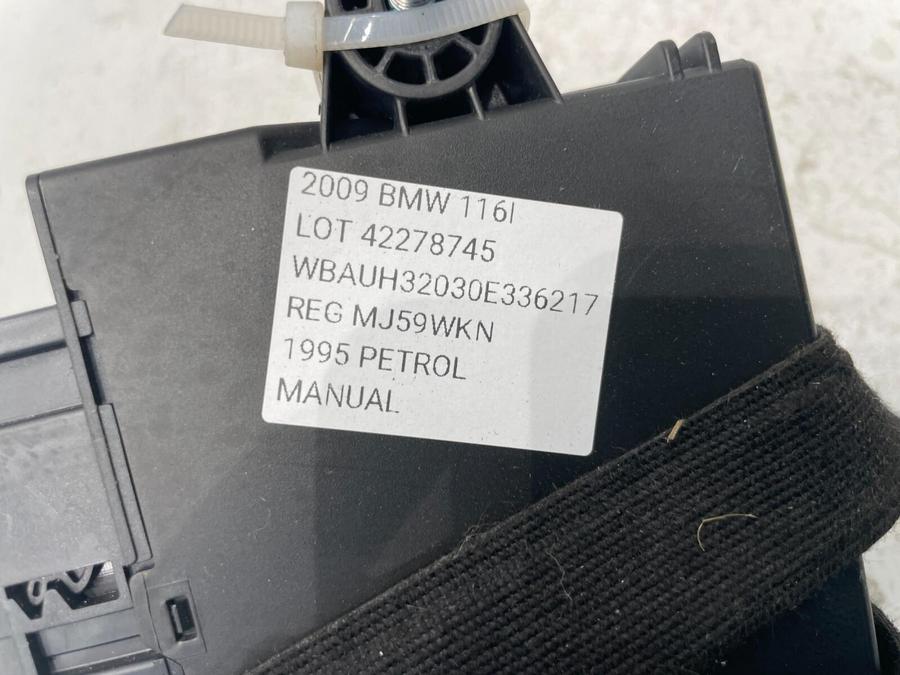 2009 BMW 116I
LOT 42278745
WBAUH32030E336217
REG MJ59WKN
1995 PETROL
MANUAL